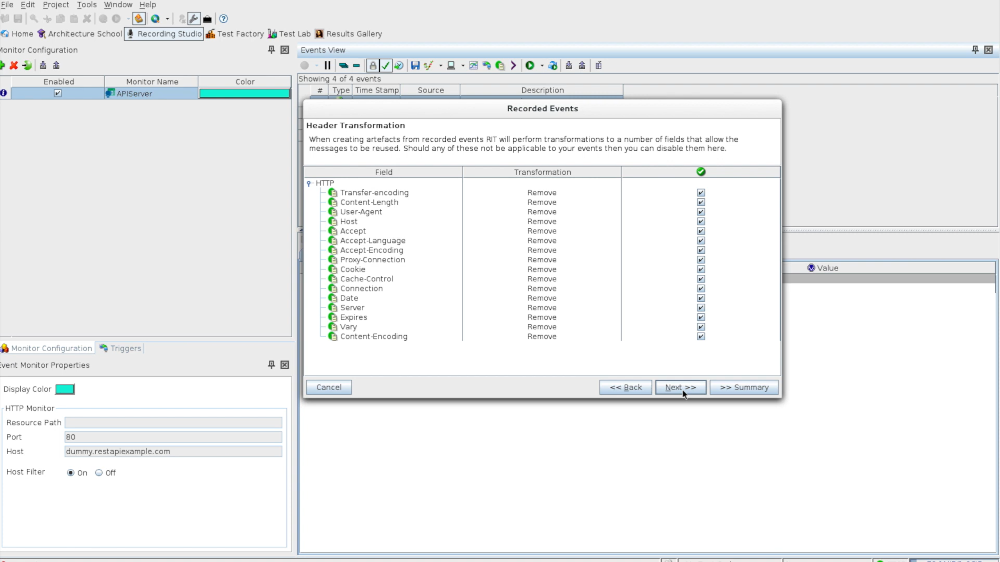 File Edit Project Tools Window Help
Home Architecture School Recording Studio Test Factory Test Lab Results Gallery
Monitor Configuration
Enabled Monitor Name Color
APIServer
Monitor Configuration Triggers
Event Monitor Properties
Display Color
HTTP Monitor
Resource Path
Port 80
Host dummy.restapiexample.com
Host Filter On Off
Events View
Showing 4 of 4 events
# Type Time Stamp Source Description
Recorded Events
Header Transformation
When creating artefacts from recorded events RIT will perform transformations to a number of fields that allow the
messages to be reused. Should any of these not be applicable to your events then you can disable them here.
Field Transformation
HTTP
Transfer-encoding Remove
Content-Length Remove
User-Agent Remove
Host Remove
Accept Remove
Accept-Language Remove
Accept-Encoding Remove
Proxy-Connection Remove
Cookie Remove
Cache-Control Remove
Connection Remove
Date Remove
Server Remove
Expires Remove
Vary Remove
Content-Encoding Remove
Cancel << Back Next >> >> Summary
Value